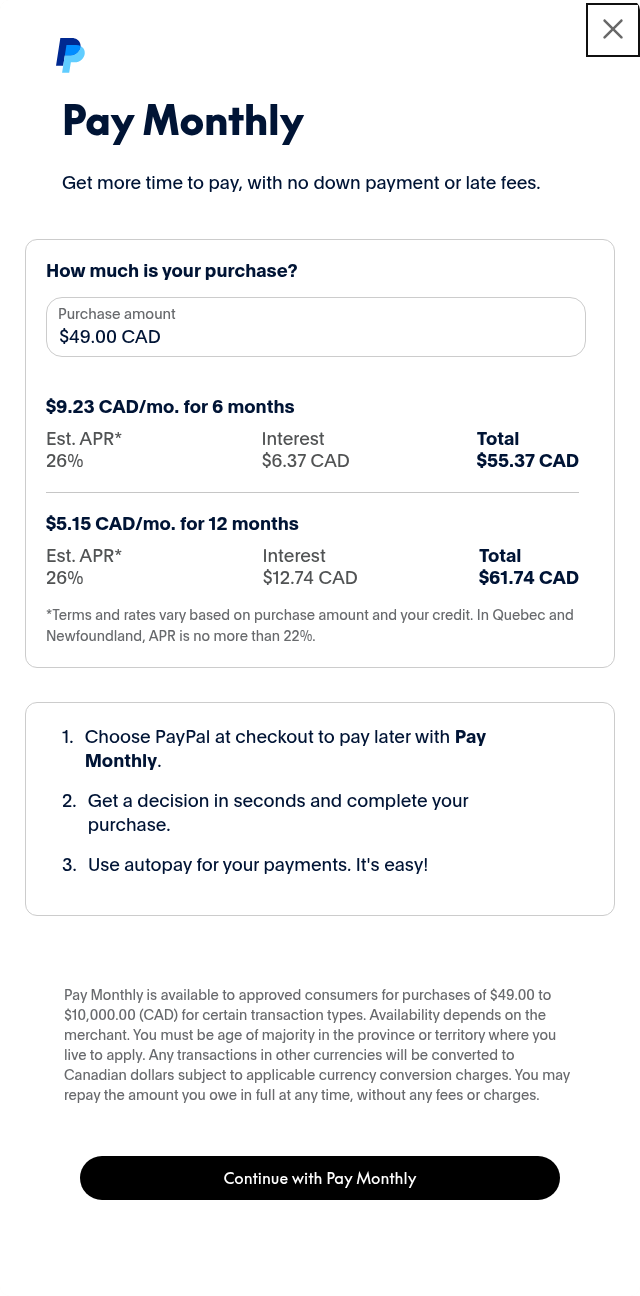 Pay Monthly
Get more time to pay, with no down payment or late fees.
How much is your purchase?
Purchase amount
$49.00 CAD
$9.23 CAD/mo. for 6 months
Est. APR* Interest Total
26% $6.37 CAD $55.37 CAD
$5.15 CAD/mo. for 12 months
Est. APR* Interest Total
26% $12.74 CAD $61.74 CAD
*Terms and rates vary based on purchase amount and your credit. In Quebec and
Newfoundland, APR is no more than 22%.
1. Choose PayPal at checkout to pay later with Pay
Monthly.
2. Get a decision in seconds and complete your
purchase.
3. Use autopay for your payments. It's easy!
Pay Monthly is available to approved consumers for purchases of $49.00 to
$10,000.00 (CAD) for certain transaction types. Availability depends on the
merchant. You must be age of majority in the province or territory where you
live to apply. Any transactions in other currencies will be converted to
Canadian dollars subject to applicable currency conversion charges. You may
repay the amount you owe in full at any time, without any fees or charges.
Continue with Pay Monthly